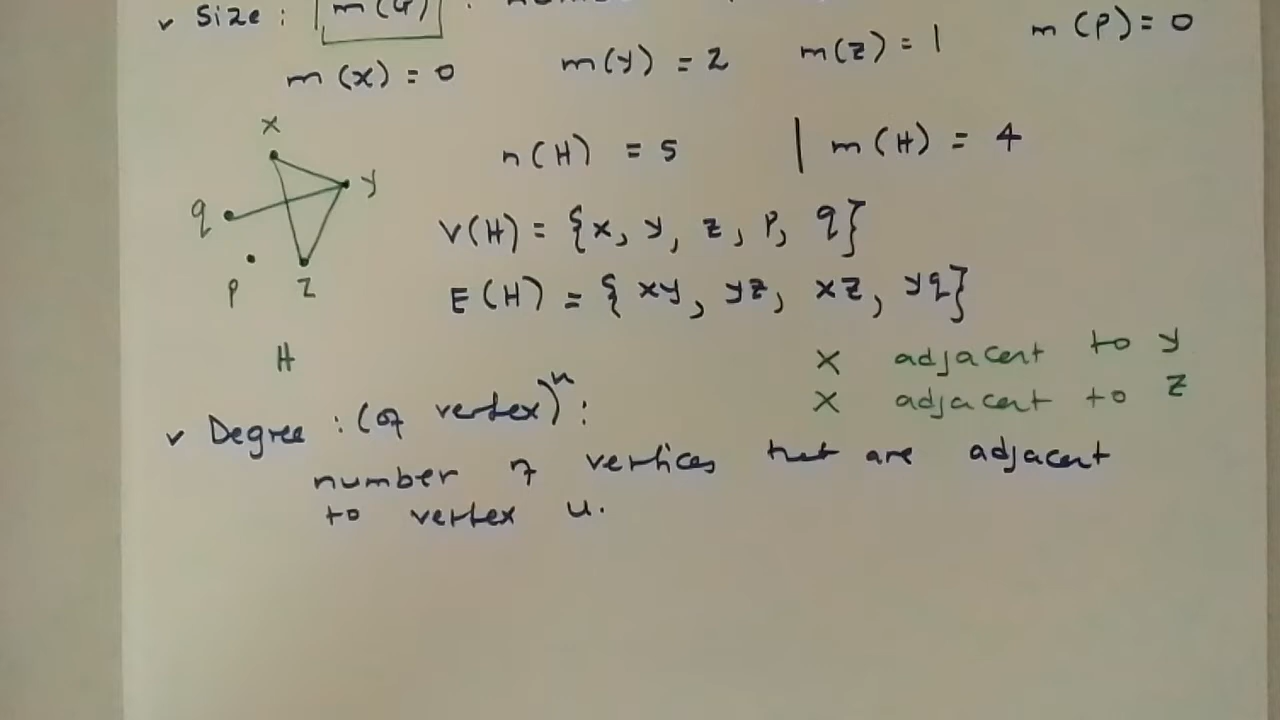 ✓ Size : m(G) :
m(x) = 0 m(y) = 2 m(z) = 1 m(P) = 0
x
n(H) = 5 | m(H) = 4
y
q
V(H) = {x, y, z, P, q}
P z
E(H) = {xy, yz, xz, yq}
H
x adjacent to y
x adjacent to z
✓ Degree : (of vertex)ⁿ :
number of vertices that are adjacent
to vertex u.